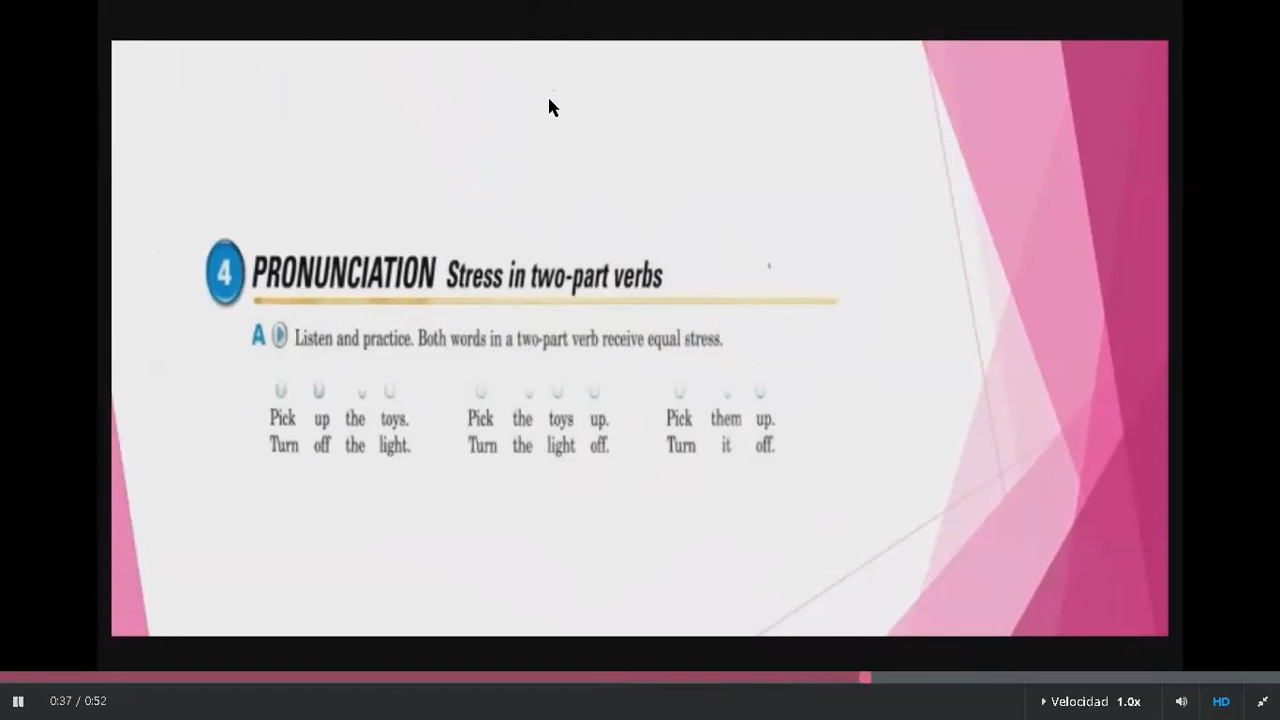 4 PRONUNCIATION Stress in two-part verbs
A Listen and practice. Both words in a two-part verb receive equal stress.
Pick up the toys. Pick the toys up. Pick them up.
Turn off the light. Turn the light off. Turn it off.
0:37 / 0:52 Velocidad 1.0x HD